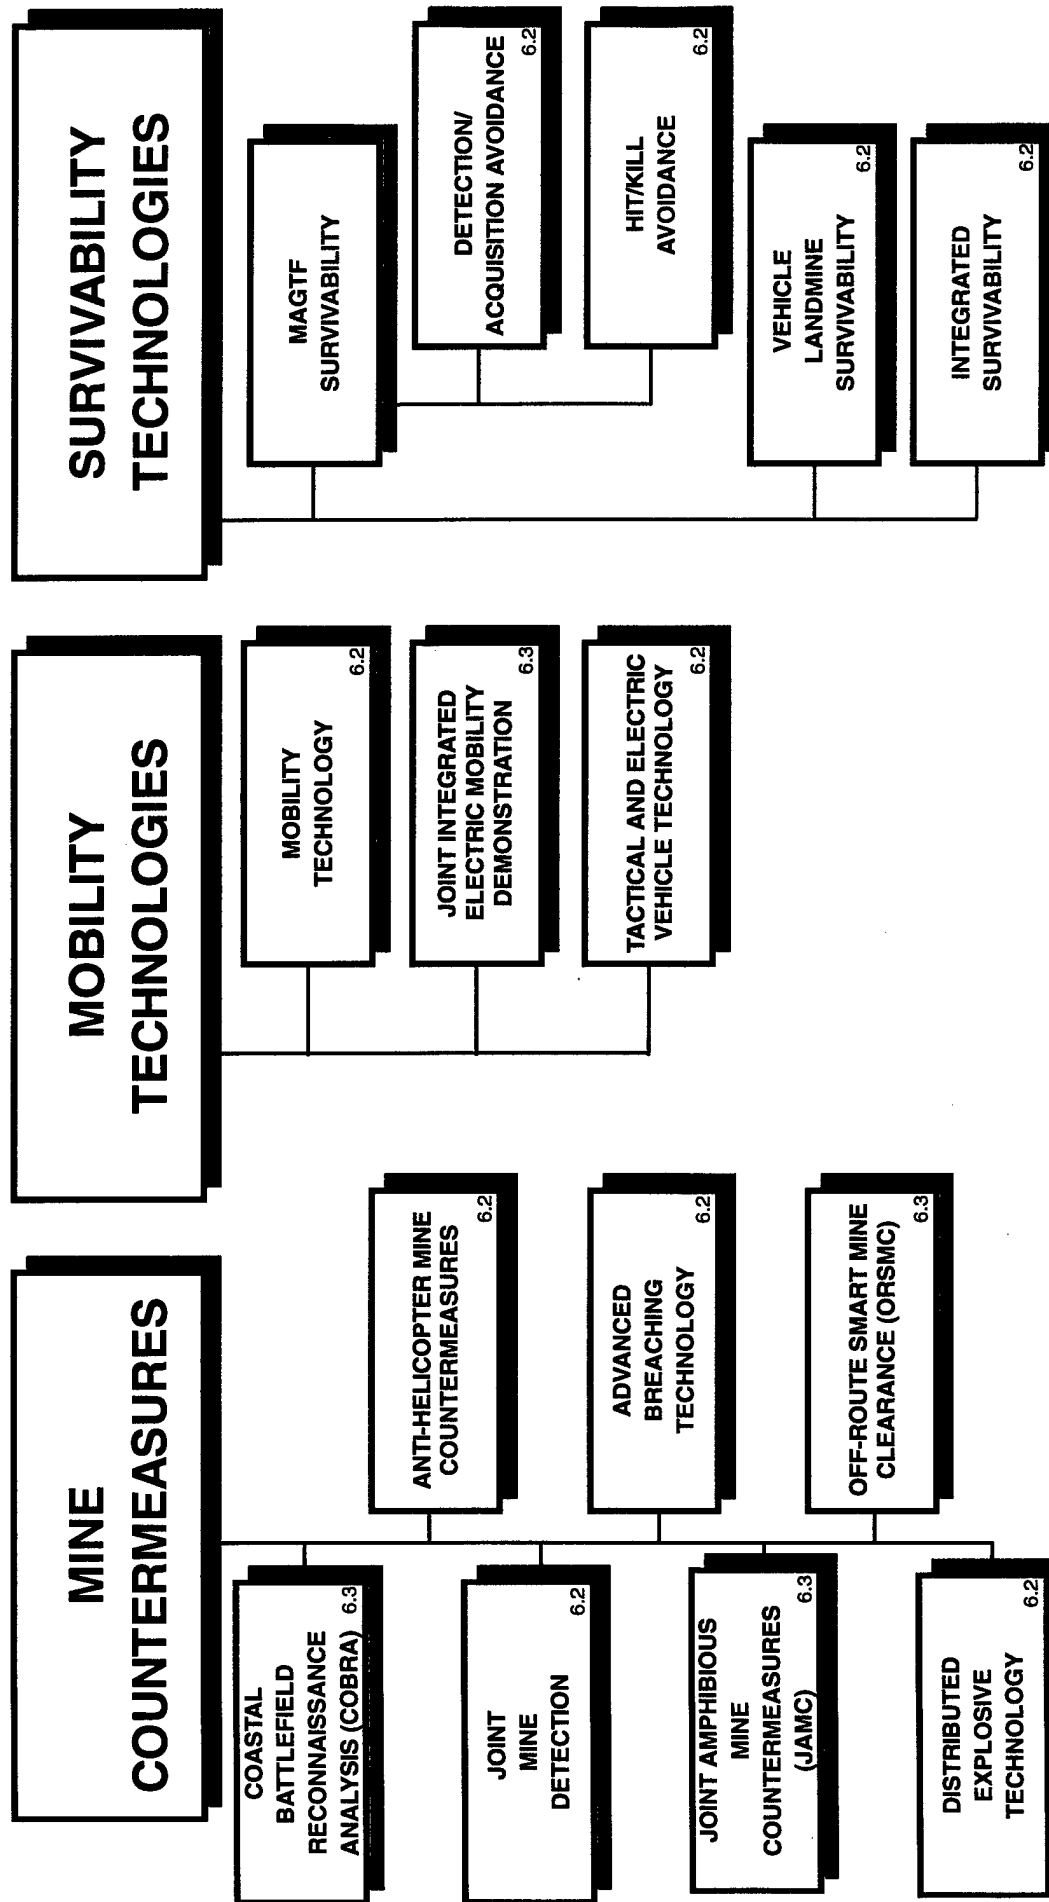 MINE
COUNTERMEASURES
COASTAL
BATTLEFIELD
RECONNAISSANCE
ANALYSIS (COBRA)
6.3
JOINT
MINE
DETECTION
6.2
JOINT AMPHIBIOUS
MINE
COUNTERMEASURES
(JAMC)
6.3
DISTRIBUTED
EXPLOSIVE
TECHNOLOGY
6.2
ANTI-HELICOPTER MINE
COUNTERMEASURES
6.2
ADVANCED
BREACHING
TECHNOLOGY
6.2
OFF-ROUTE SMART MINE
CLEARANCE (ORSMC)
6.3
MOBILITY
TECHNOLOGIES
MOBILITY
TECHNOLOGY
6.2
JOINT INTEGRATED
ELECTRIC MOBILITY
DEMONSTRATION
6.3
TACTICAL AND ELECTRIC
VEHICLE TECHNOLOGY
6.2
SURVIVABILITY
TECHNOLOGIES
MAGTF
SURVIVABILITY
DETECTION/
ACQUISITION AVOIDANCE
6.2
HIT/KILL
AVOIDANCE
6.2
VEHICLE
LANDMINE
SURVIVABILITY
6.2
INTEGRATED
SURVIVABILITY
6.2